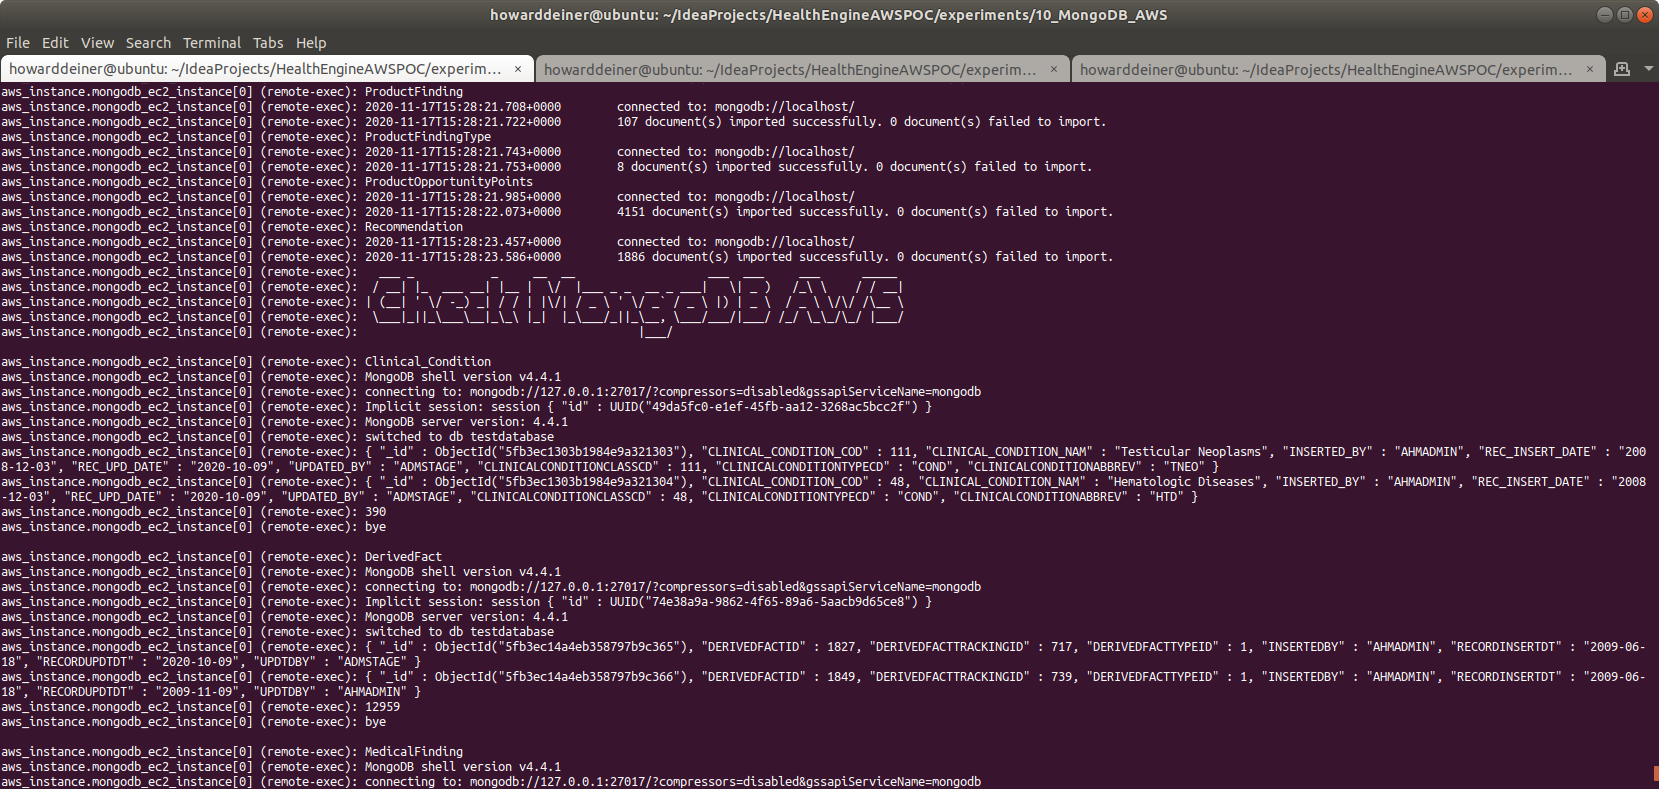 howarddeiner@ubuntu: ~/IdeaProjects/HealthEngineAWSPOC/experiments/10_MongoDB_AWS
File Edit View Search Terminal Tabs Help
howarddeiner@ubuntu: ~/IdeaProjects/HealthEngineAWSPOC/experim… × howarddeiner@ubuntu: ~/IdeaProjects/HealthEngineAWSPOC/experim… × howarddeiner@ubuntu: ~/IdeaProjects/HealthEngineAWSPOC/experim… ×
aws_instance.mongodb_ec2_instance[0] (remote-exec): ProductFinding
aws_instance.mongodb_ec2_instance[0] (remote-exec): 2020-11-17T15:28:21.708+0000 connected to: mongodb://localhost/
aws_instance.mongodb_ec2_instance[0] (remote-exec): 2020-11-17T15:28:21.722+0000 107 document(s) imported successfully. 0 document(s) failed to import.
aws_instance.mongodb_ec2_instance[0] (remote-exec): ProductFindingType
aws_instance.mongodb_ec2_instance[0] (remote-exec): 2020-11-17T15:28:21.743+0000 connected to: mongodb://localhost/
aws_instance.mongodb_ec2_instance[0] (remote-exec): 2020-11-17T15:28:21.753+0000 8 document(s) imported successfully. 0 document(s) failed to import.
aws_instance.mongodb_ec2_instance[0] (remote-exec): ProductOpportunityPoints
aws_instance.mongodb_ec2_instance[0] (remote-exec): 2020-11-17T15:28:21.985+0000 connected to: mongodb://localhost/
aws_instance.mongodb_ec2_instance[0] (remote-exec): 2020-11-17T15:28:22.073+0000 4151 document(s) imported successfully. 0 document(s) failed to import.
aws_instance.mongodb_ec2_instance[0] (remote-exec): Recommendation
aws_instance.mongodb_ec2_instance[0] (remote-exec): 2020-11-17T15:28:23.457+0000 connected to: mongodb://localhost/
aws_instance.mongodb_ec2_instance[0] (remote-exec): 2020-11-17T15:28:23.586+0000 1886 document(s) imported successfully. 0 document(s) failed to import.
aws_instance.mongodb_ec2_instance[0] (remote-exec):
aws_instance.mongodb_ec2_instance[0] (remote-exec):
aws_instance.mongodb_ec2_instance[0] (remote-exec): Check MongoDB AWS
aws_instance.mongodb_ec2_instance[0] (remote-exec):
aws_instance.mongodb_ec2_instance[0] (remote-exec):
aws_instance.mongodb_ec2_instance[0] (remote-exec): Clinical_Condition
aws_instance.mongodb_ec2_instance[0] (remote-exec): MongoDB shell version v4.4.1
aws_instance.mongodb_ec2_instance[0] (remote-exec): connecting to: mongodb://127.0.0.1:27017/?compressors=disabled&gssapiServiceName=mongodb
aws_instance.mongodb_ec2_instance[0] (remote-exec): Implicit session: session { "id" : UUID("49da5fc0-e1ef-45fb-aa12-3268ac5bcc2f") }
aws_instance.mongodb_ec2_instance[0] (remote-exec): MongoDB server version: 4.4.1
aws_instance.mongodb_ec2_instance[0] (remote-exec): switched to db testdatabase
aws_instance.mongodb_ec2_instance[0] (remote-exec): { "_id" : ObjectId("5fb3ec1303b1984e9a321303"), "CLINICAL_CONDITION_COD" : 111, "CLINICAL_CONDITION_NAM" : "Testicular Neoplasms", "INSERTED_BY" : "AHMADMIN", "REC_INSERT_DATE" : "200
8-12-03", "REC_UPD_DATE" : "2020-10-09", "UPDATED_BY" : "ADMSTAGE", "CLINICALCONDITIONCLASSCD" : 111, "CLINICALCONDITIONTYPECD" : "COND", "CLINICALCONDITIONABBREV" : "TNEO" }
aws_instance.mongodb_ec2_instance[0] (remote-exec): { "_id" : ObjectId("5fb3ec1303b1984e9a321304"), "CLINICAL_CONDITION_COD" : 48, "CLINICAL_CONDITION_NAM" : "Hematologic Diseases", "INSERTED_BY" : "AHMADMIN", "REC_INSERT_DATE" : "2008
-12-03", "REC_UPD_DATE" : "2020-10-09", "UPDATED_BY" : "ADMSTAGE", "CLINICALCONDITIONCLASSCD" : 48, "CLINICALCONDITIONTYPECD" : "COND", "CLINICALCONDITIONABBREV" : "HTD" }
aws_instance.mongodb_ec2_instance[0] (remote-exec): 390
aws_instance.mongodb_ec2_instance[0] (remote-exec): bye
aws_instance.mongodb_ec2_instance[0] (remote-exec): DerivedFact
aws_instance.mongodb_ec2_instance[0] (remote-exec): MongoDB shell version v4.4.1
aws_instance.mongodb_ec2_instance[0] (remote-exec): connecting to: mongodb://127.0.0.1:27017/?compressors=disabled&gssapiServiceName=mongodb
aws_instance.mongodb_ec2_instance[0] (remote-exec): Implicit session: session { "id" : UUID("74e38a9a-9862-4f65-89a6-5aacb9d65ce8") }
aws_instance.mongodb_ec2_instance[0] (remote-exec): MongoDB server version: 4.4.1
aws_instance.mongodb_ec2_instance[0] (remote-exec): switched to db testdatabase
aws_instance.mongodb_ec2_instance[0] (remote-exec): { "_id" : ObjectId("5fb3ec14a4eb358797b9c365"), "DERIVEDFACTID" : 1827, "DERIVEDFACTTRACKINGID" : 717, "DERIVEDFACTTYPEID" : 1, "INSERTEDBY" : "AHMADMIN", "RECORDINSERTDT" : "2009-06-
18", "RECORDUPDTDT" : "2020-10-09", "UPDTDBY" : "ADMSTAGE" }
aws_instance.mongodb_ec2_instance[0] (remote-exec): { "_id" : ObjectId("5fb3ec14a4eb358797b9c366"), "DERIVEDFACTID" : 1849, "DERIVEDFACTTRACKINGID" : 739, "DERIVEDFACTTYPEID" : 1, "INSERTEDBY" : "AHMADMIN", "RECORDINSERTDT" : "2009-06-
18", "RECORDUPDTDT" : "2009-11-09", "UPDTDBY" : "AHMADMIN" }
aws_instance.mongodb_ec2_instance[0] (remote-exec): 12959
aws_instance.mongodb_ec2_instance[0] (remote-exec): bye
aws_instance.mongodb_ec2_instance[0] (remote-exec): MedicalFinding
aws_instance.mongodb_ec2_instance[0] (remote-exec): MongoDB shell version v4.4.1
aws_instance.mongodb_ec2_instance[0] (remote-exec): connecting to: mongodb://127.0.0.1:27017/?compressors=disabled&gssapiServiceName=mongodb